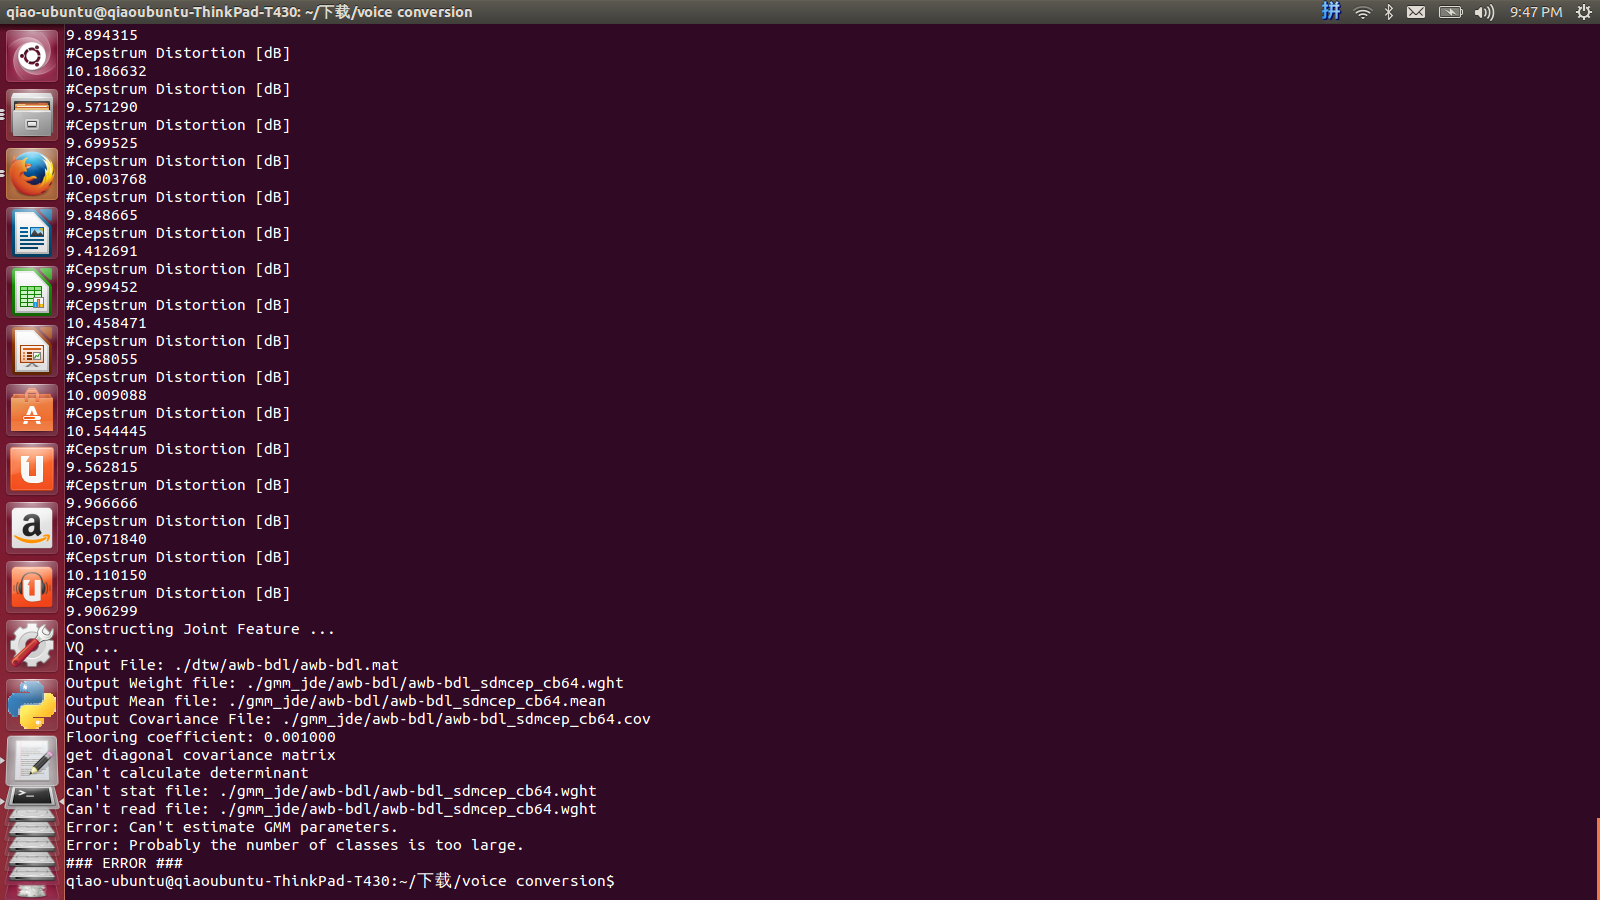 qiao-ubuntu@qiaoubuntu-ThinkPad-T430: ~/下载/voice conversion
拼
9:47 PM
9.894315
#Cepstrum Distortion [dB]
10.186632
#Cepstrum Distortion [dB]
9.571290
#Cepstrum Distortion [dB]
9.699525
#Cepstrum Distortion [dB]
10.003768
#Cepstrum Distortion [dB]
9.848665
#Cepstrum Distortion [dB]
9.412691
#Cepstrum Distortion [dB]
9.999452
#Cepstrum Distortion [dB]
10.458471
#Cepstrum Distortion [dB]
9.958055
#Cepstrum Distortion [dB]
10.009088
#Cepstrum Distortion [dB]
10.544445
#Cepstrum Distortion [dB]
9.562815
#Cepstrum Distortion [dB]
9.966666
#Cepstrum Distortion [dB]
10.071840
#Cepstrum Distortion [dB]
10.110150
#Cepstrum Distortion [dB]
9.906299
Constructing Joint Feature ...
VQ ...
Input File: ./dtw/awb-bdl/awb-bdl.mat
Output Weight file: ./gmm_jde/awb-bdl/awb-bdl_sdmcep_cb64.wght
Output Mean file: ./gmm_jde/awb-bdl/awb-bdl_sdmcep_cb64.mean
Output Covariance File: ./gmm_jde/awb-bdl/awb-bdl_sdmcep_cb64.cov
Flooring coefficient: 0.001000
get diagonal covariance matrix
Can't calculate determinant
can't stat file: ./gmm_jde/awb-bdl/awb-bdl_sdmcep_cb64.wght
Can't read file: ./gmm_jde/awb-bdl/awb-bdl_sdmcep_cb64.wght
Error: Can't estimate GMM parameters.
Error: Probably the number of classes is too large.
### ERROR ###
qiao-ubuntu@qiaoubuntu-ThinkPad-T430:~/下载/voice conversion$